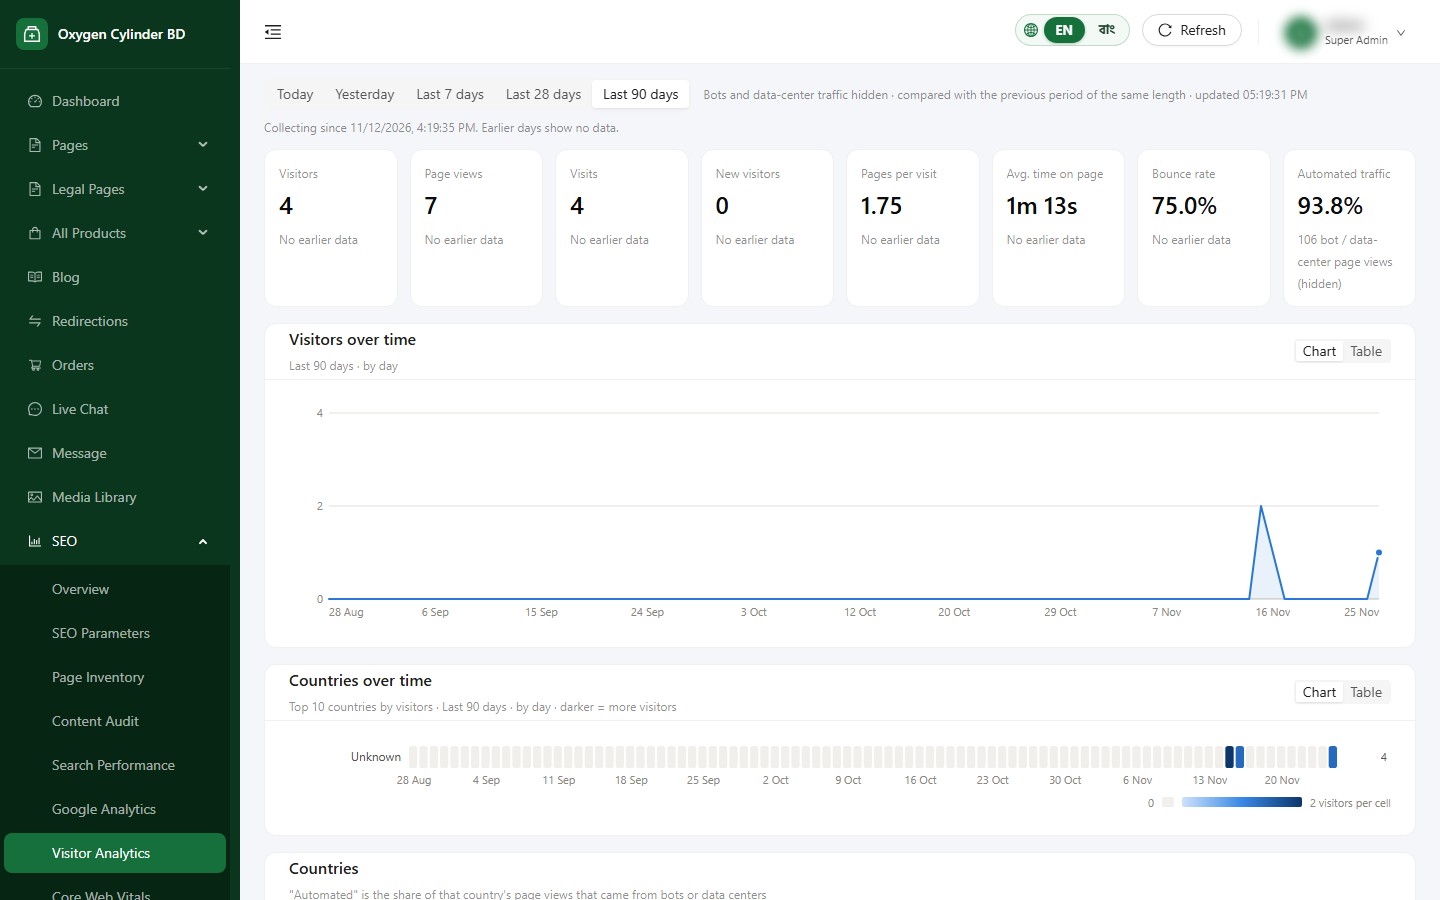 Oxygen Cylinder BD
Dashboard
Pages
Legal Pages
All Products
Blog
Redirections
Orders
Live Chat
Message
Media Library
SEO
Overview
SEO Parameters
Page Inventory
Content Audit
Search Performance
Google Analytics
Visitor Analytics
Core Web Vitals
EN বাং
Refresh
Super Admin
Today Yesterday Last 7 days Last 28 days Last 90 days Bots and data-center traffic hidden · compared with the previous period of the same length · updated 05:19:31 PM
Collecting since 11/12/2026, 4:19:35 PM. Earlier days show no data.
Visitors
4
No earlier data
Page views
7
No earlier data
Visits
4
No earlier data
New visitors
0
No earlier data
Pages per visit
1.75
No earlier data
Avg. time on page
1m 13s
No earlier data
Bounce rate
75.0%
No earlier data
Automated traffic
93.8%
106 bot / data-
center page views
(hidden)
Visitors over time
Last 90 days · by day
Chart Table
4
2
0
28 Aug 6 Sep 15 Sep 24 Sep 3 Oct 12 Oct 20 Oct 29 Oct 7 Nov 16 Nov 25 Nov
Countries over time
Top 10 countries by visitors · Last 90 days · by day · darker = more visitors
Chart Table
Unknown 4
28 Aug 4 Sep 11 Sep 18 Sep 25 Sep 2 Oct 9 Oct 16 Oct 23 Oct 30 Oct 6 Nov 13 Nov 20 Nov
0 2 visitors per cell
Countries
"Automated" is the share of that country's page views that came from bots or data centers